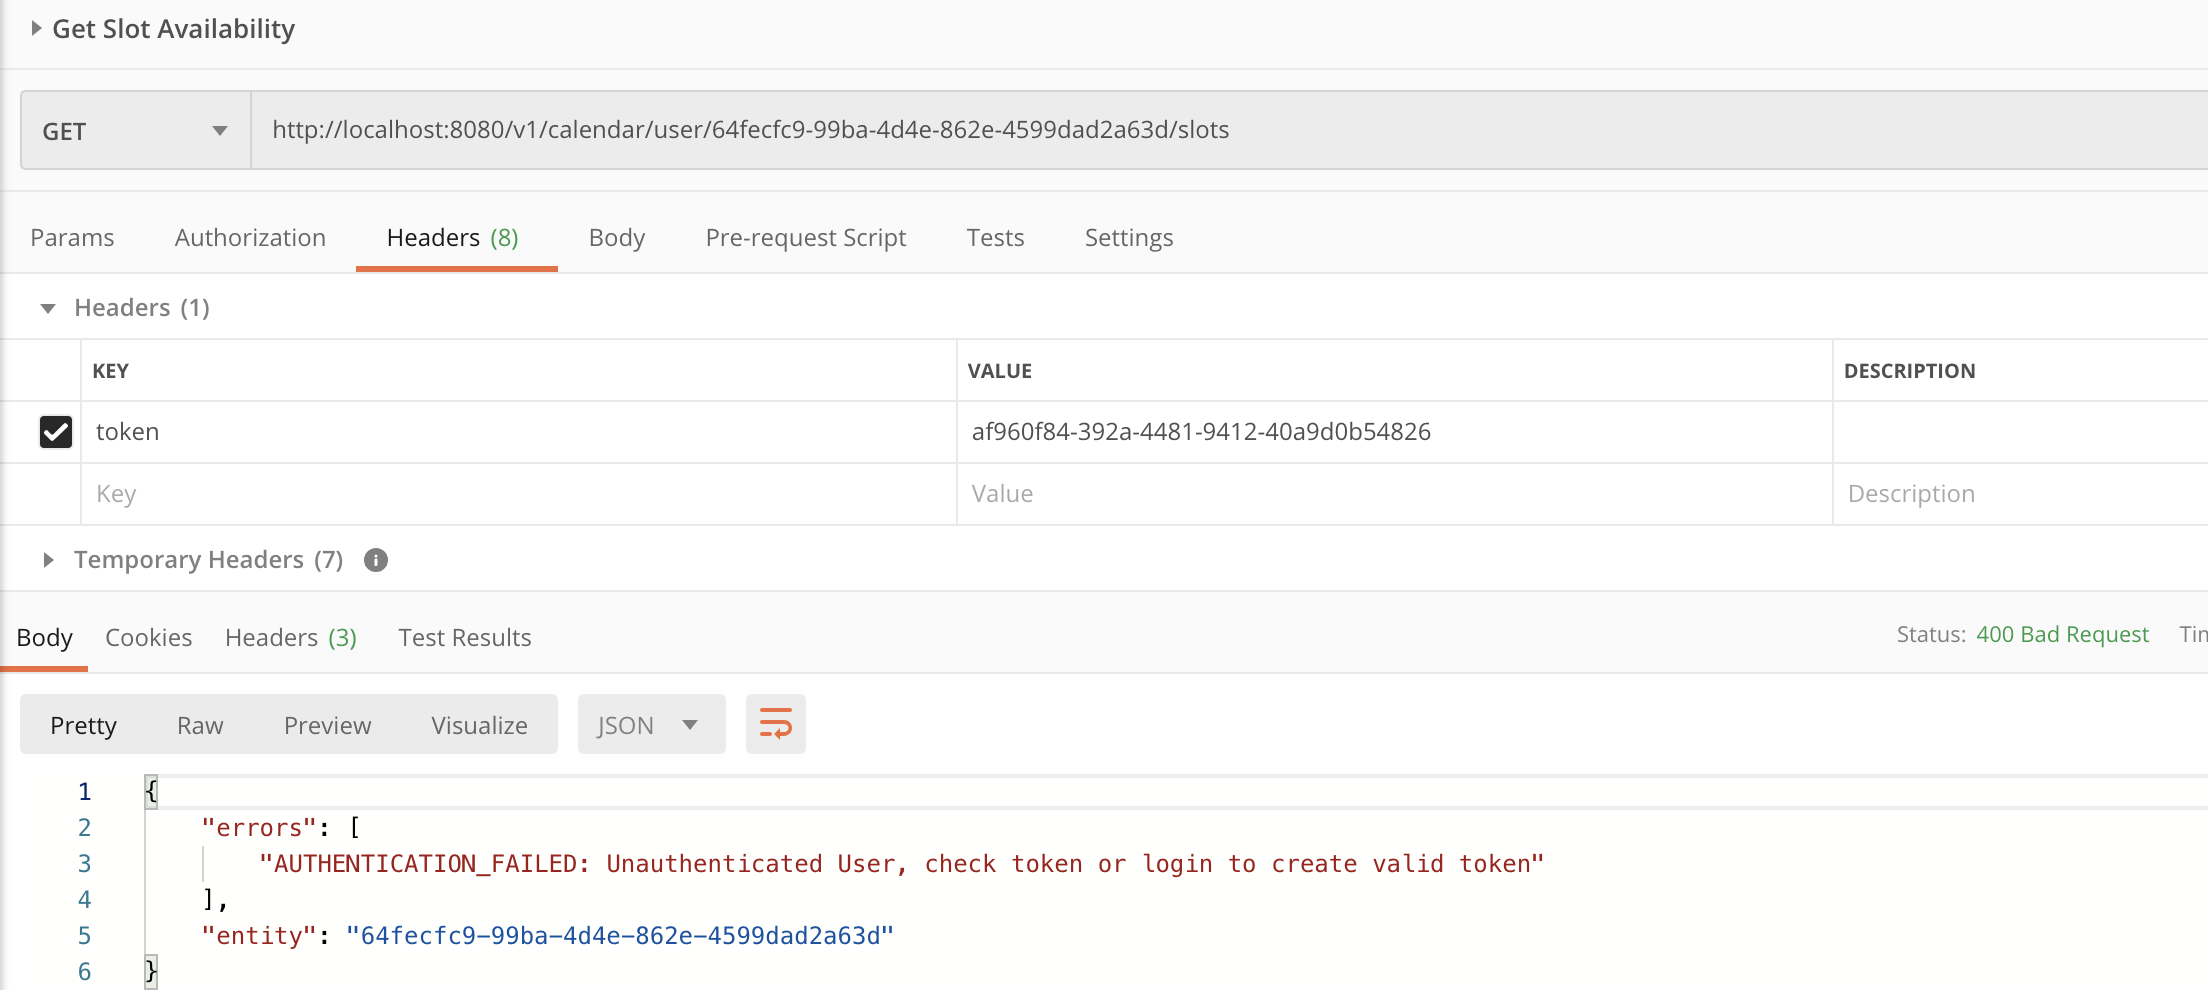 Get Slot Availability
GET http://localhost:8080/v1/calendar/user/64fecfc9-99ba-4d4e-862e-4599dad2a63d/slots
Params Authorization Headers (8) Body Pre-request Script Tests Settings
Headers (1)
KEY VALUE DESCRIPTION
token af960f84-392a-4481-9412-40a9d0b54826
Key Value Description
Temporary Headers (7)
Body Cookies Headers (3) Test Results Status: 400 Bad Request
Pretty Raw Preview Visualize JSON
1 {
2 "errors": [
3 "AUTHENTICATION_FAILED: Unauthenticated User, check token or login to create valid token"
4 ],
5 "entity": "64fecfc9-99ba-4d4e-862e-4599dad2a63d"
6 }